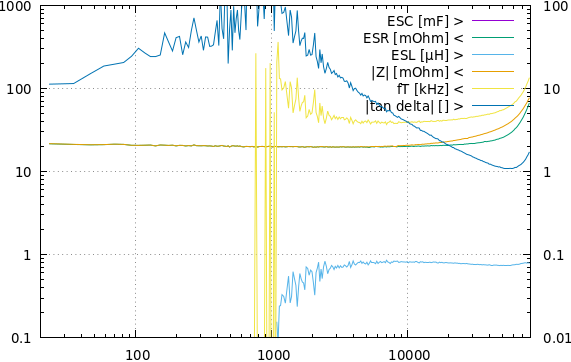 1000
100
ESC [mF] >
ESR [mOhm] <
ESL [µH] >
|Z| [mOhm] <
fT [kHz] <
|tan delta| [] >
100
10
10
1
1
0.1
0.1
0.01
100
1000
10000